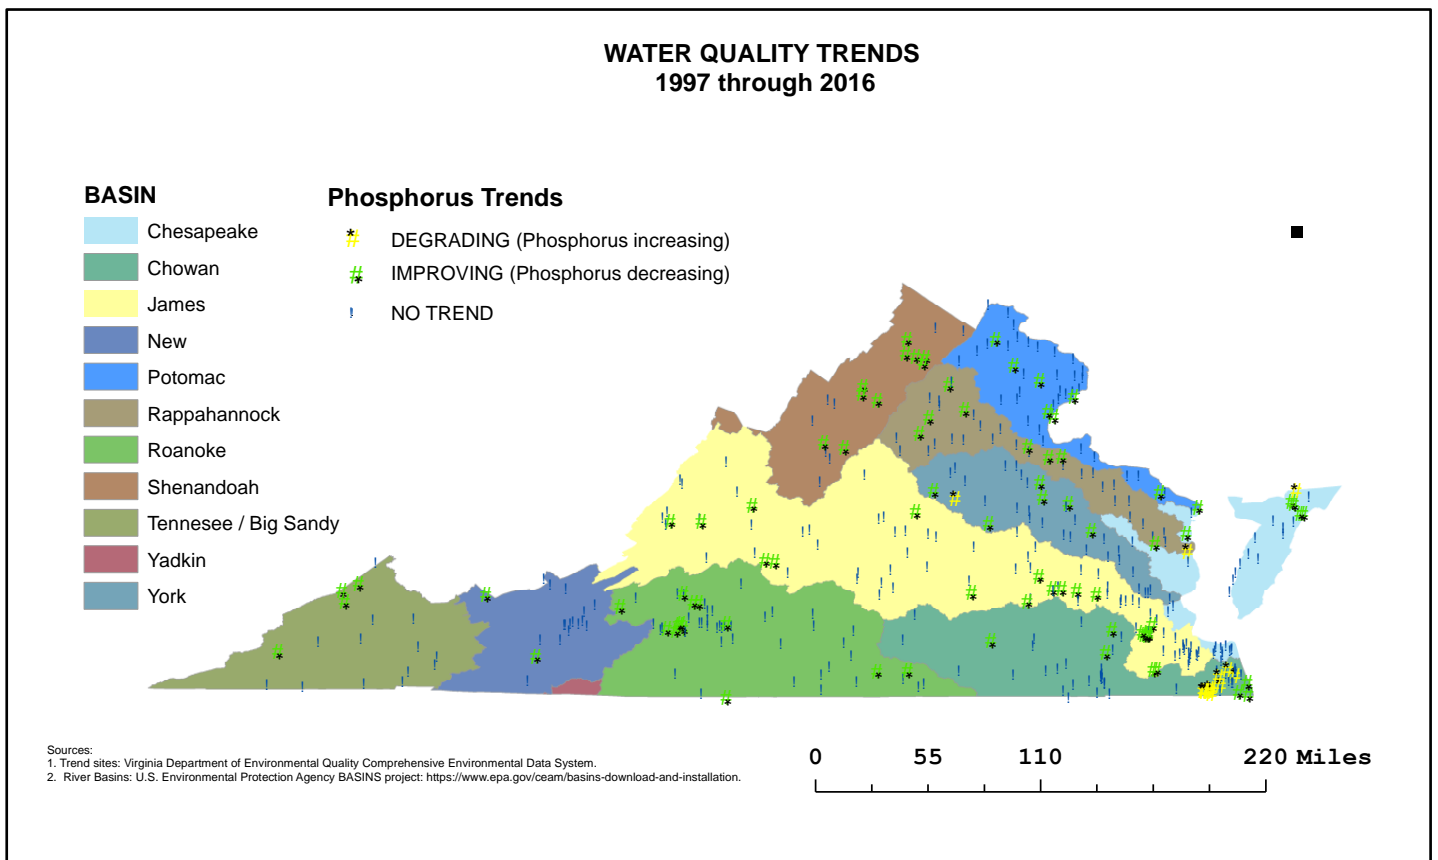 WATER QUALITY TRENDS
1997 through 2016
BASIN
Chesapeake
Chowan
James
New
Potomac
Rappahannock
Roanoke
Shenandoah
Tennesee / Big Sandy
Yadkin
York
Phosphorus Trends
DEGRADING (Phosphorus increasing)
IMPROVING (Phosphorus decreasing)
NO TREND
Sources:
1. Trend sites: Virginia Department of Environmental Quality Comprehensive Environmental Data System.
2. River Basins: U.S. Environmental Protection Agency BASINS project: https://www.epa.gov/ceam/basins-download-and-installation.
0 55 110 220 Miles